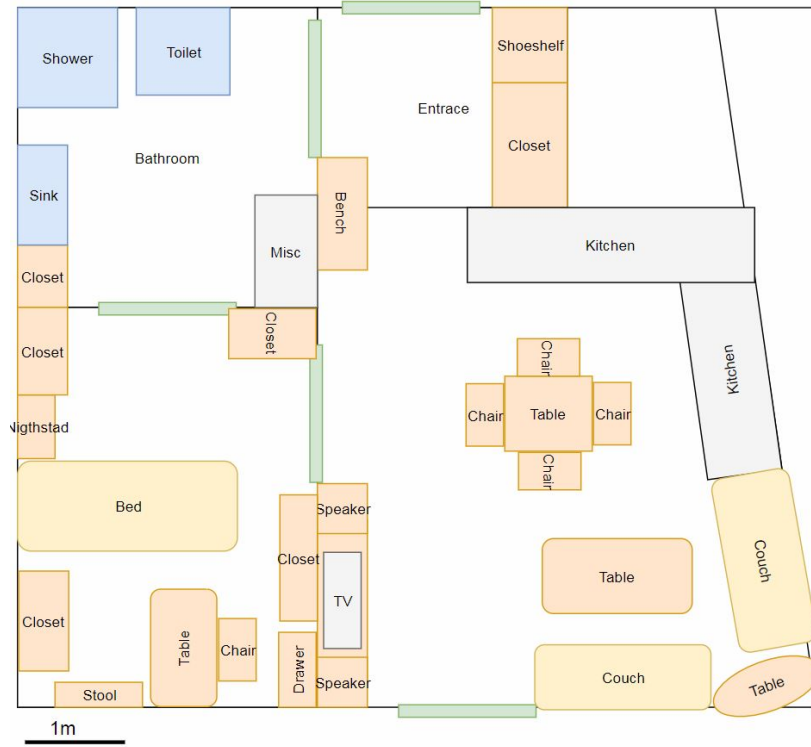 Shower
Toilet
Shoeshelf
Entrace
Closet
Bathroom
Sink
Bench
Kitchen
Misc
Closet
Closet
Closet
Kitchen
Chair
Chair
Table
Chair
Chair
Nigthstad
Bed
Speaker
Closet
TV
Table
Couch
Closet
Table
Chair
Drawer
Speaker
Couch
Table
Stool
1m